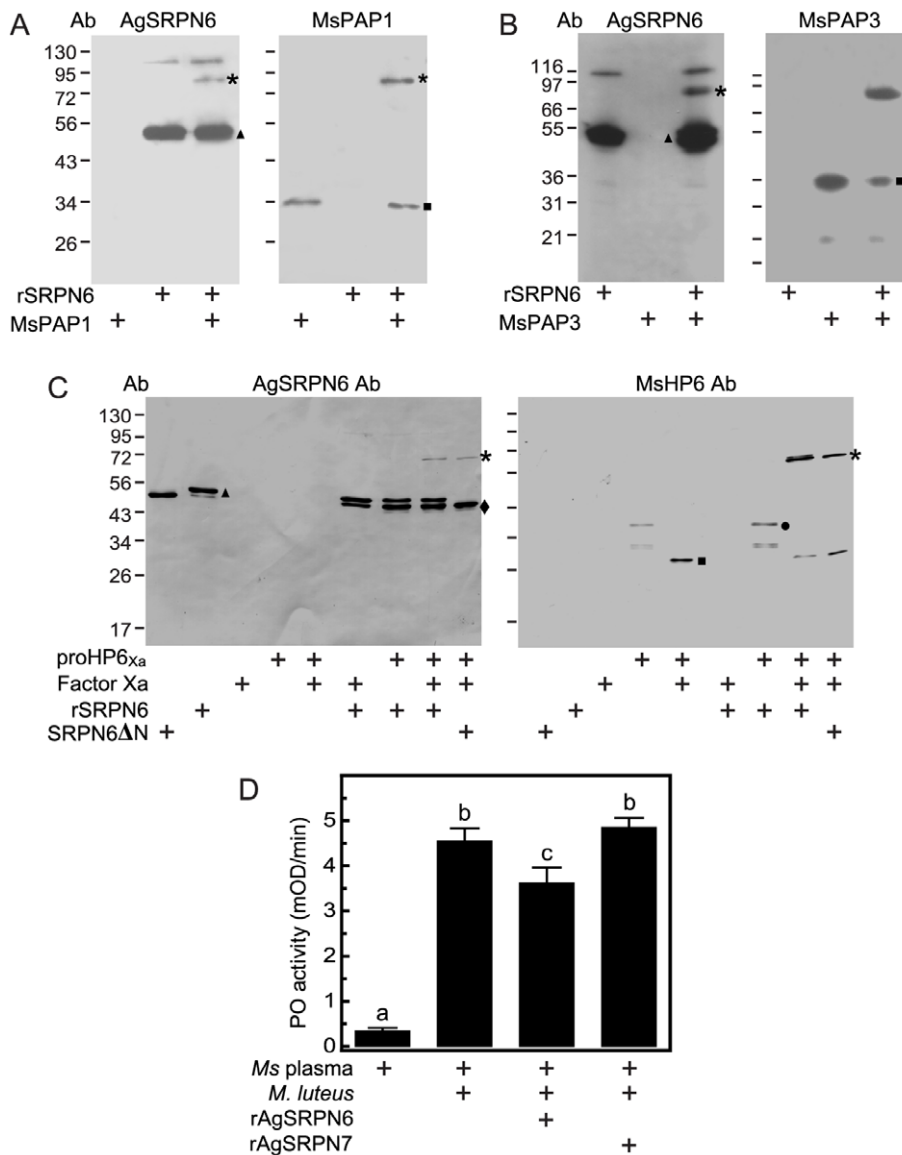 A
Ab AgSRPN6 MsPAP1
130
95
72
56
43
34
26
*
▲
*
■
rSRPN6 + + + +
MsPAP1 + + + +
B
Ab AgSRPN6 MsPAP3
116
97
66
55
36
31
21
*
▲
■
rSRPN6 + + + +
MsPAP3 + + + +
C
Ab AgSRPN6 Ab MsHP6 Ab
130
95
72
56
43
34
26
17
▲
*
♦
■
●
*
proHP6Xa + + + + + + + + + +
Factor Xa + + + + + + + + + +
rSRPN6 + + + + + + + +
SRPN6ΔN + + + +
D
PO activity (mOD/min)
5
4
3
2
1
0
a
b
c
b
Ms plasma + + + +
M. luteus + + +
rAgSRPN6 +
rAgSRPN7 +